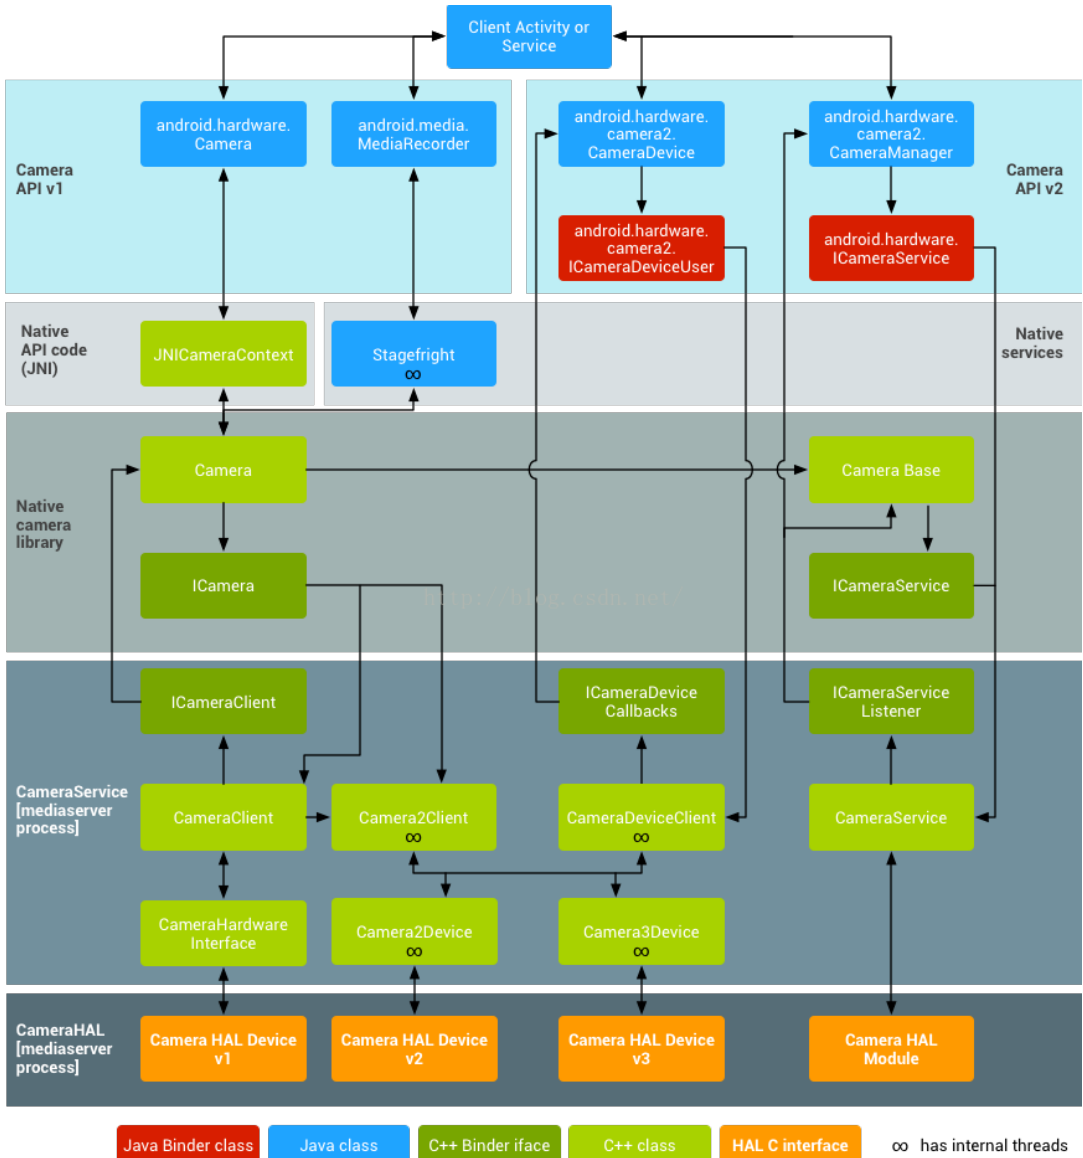 Client Activity or
Service
Camera
API v1
android.hardware.
Camera
android.media.
MediaRecorder
android.hardware.
camera2.
CameraDevice
android.hardware.
camera2.
CameraManager
Camera
API v2
android.hardware.
camera2.
ICameraDeviceUser
android.hardware.
ICameraService
Native
API code
(JNI)
JNICameraContext
Stagefright
∞
Native
services
Camera
Camera Base
Native
camera
library
ICamera
ICameraService
http://blog.csdn.net
ICameraClient
ICameraDevice
Callbacks
ICameraService
Listener
CameraService
[mediaserver
process]
CameraClient
Camera2Client
∞
CameraDeviceClient
∞
CameraService
CameraHardware
Interface
Camera2Device
∞
Camera3Device
∞
CameraHAL
[mediaserver
process]
Camera HAL Device
v1
Camera HAL Device
v2
Camera HAL Device
v3
Camera HAL
Module
Java Binder class
Java class
C++ Binder iface
C++ class
HAL C interface
∞ has internal threads